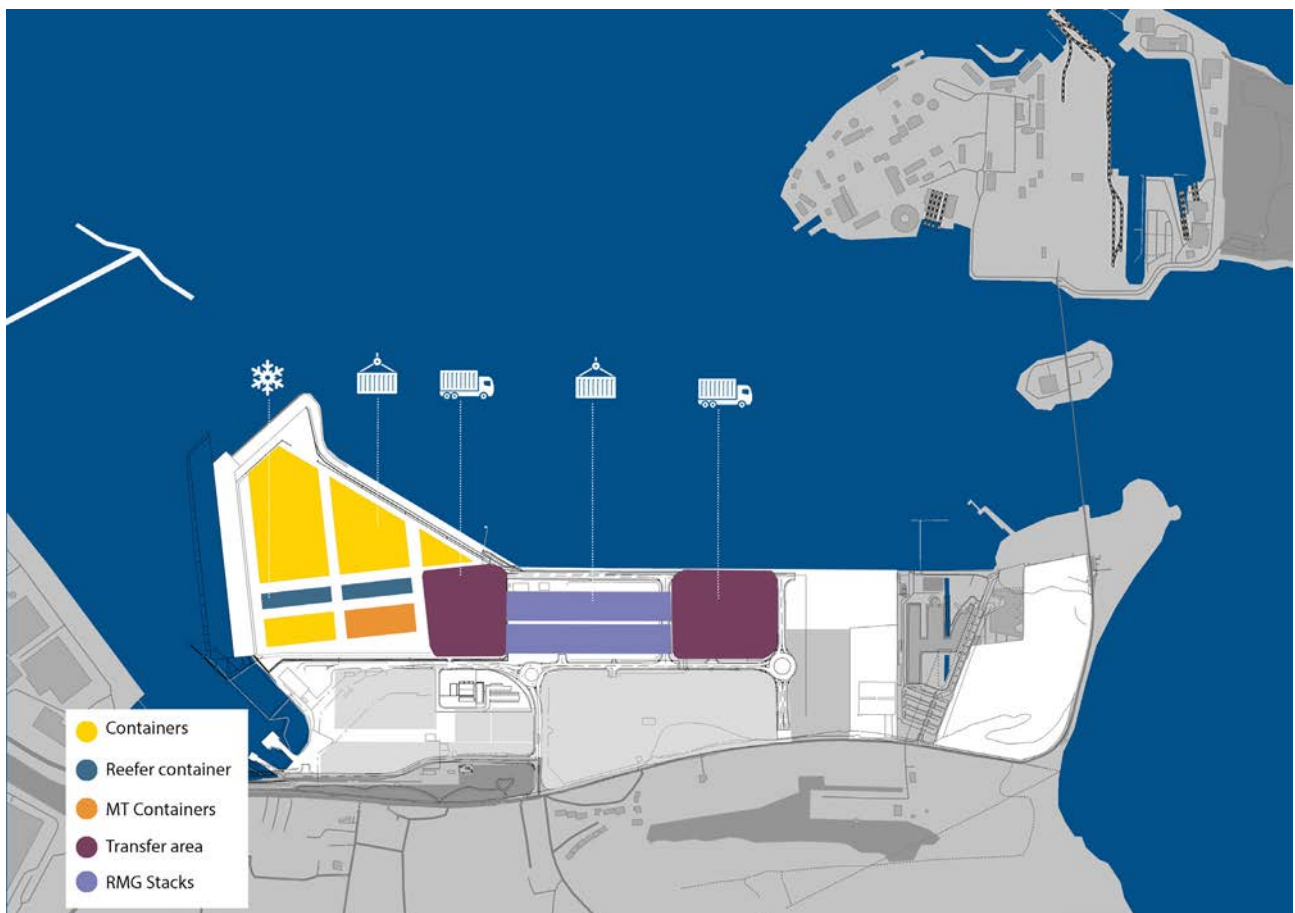 Containers
Reefer container
MT Containers
Transfer area
RMG Stacks